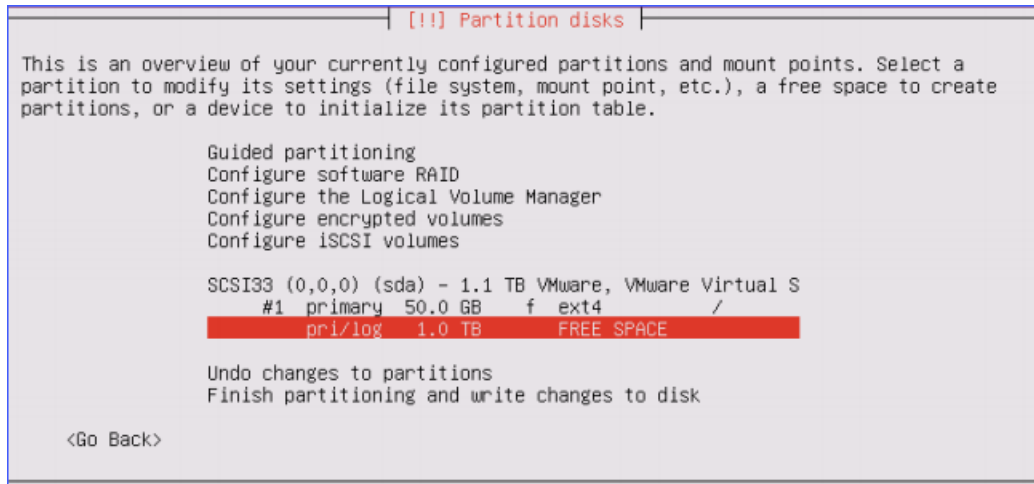 [!!] Partition disks
This is an overview of your currently configured partitions and mount points. Select a
partition to modify its settings (file system, mount point, etc.), a free space to create
partitions, or a device to initialize its partition table.
Guided partitioning
Configure software RAID
Configure the Logical Volume Manager
Configure encrypted volumes
Configure iSCSI volumes
SCSI33 (0,0,0) (sda) - 1.1 TB VMware, VMware Virtual S
#1 primary 50.0 GB f ext4 /
pri/log 1.0 TB FREE SPACE
Undo changes to partitions
Finish partitioning and write changes to disk
<Go Back>